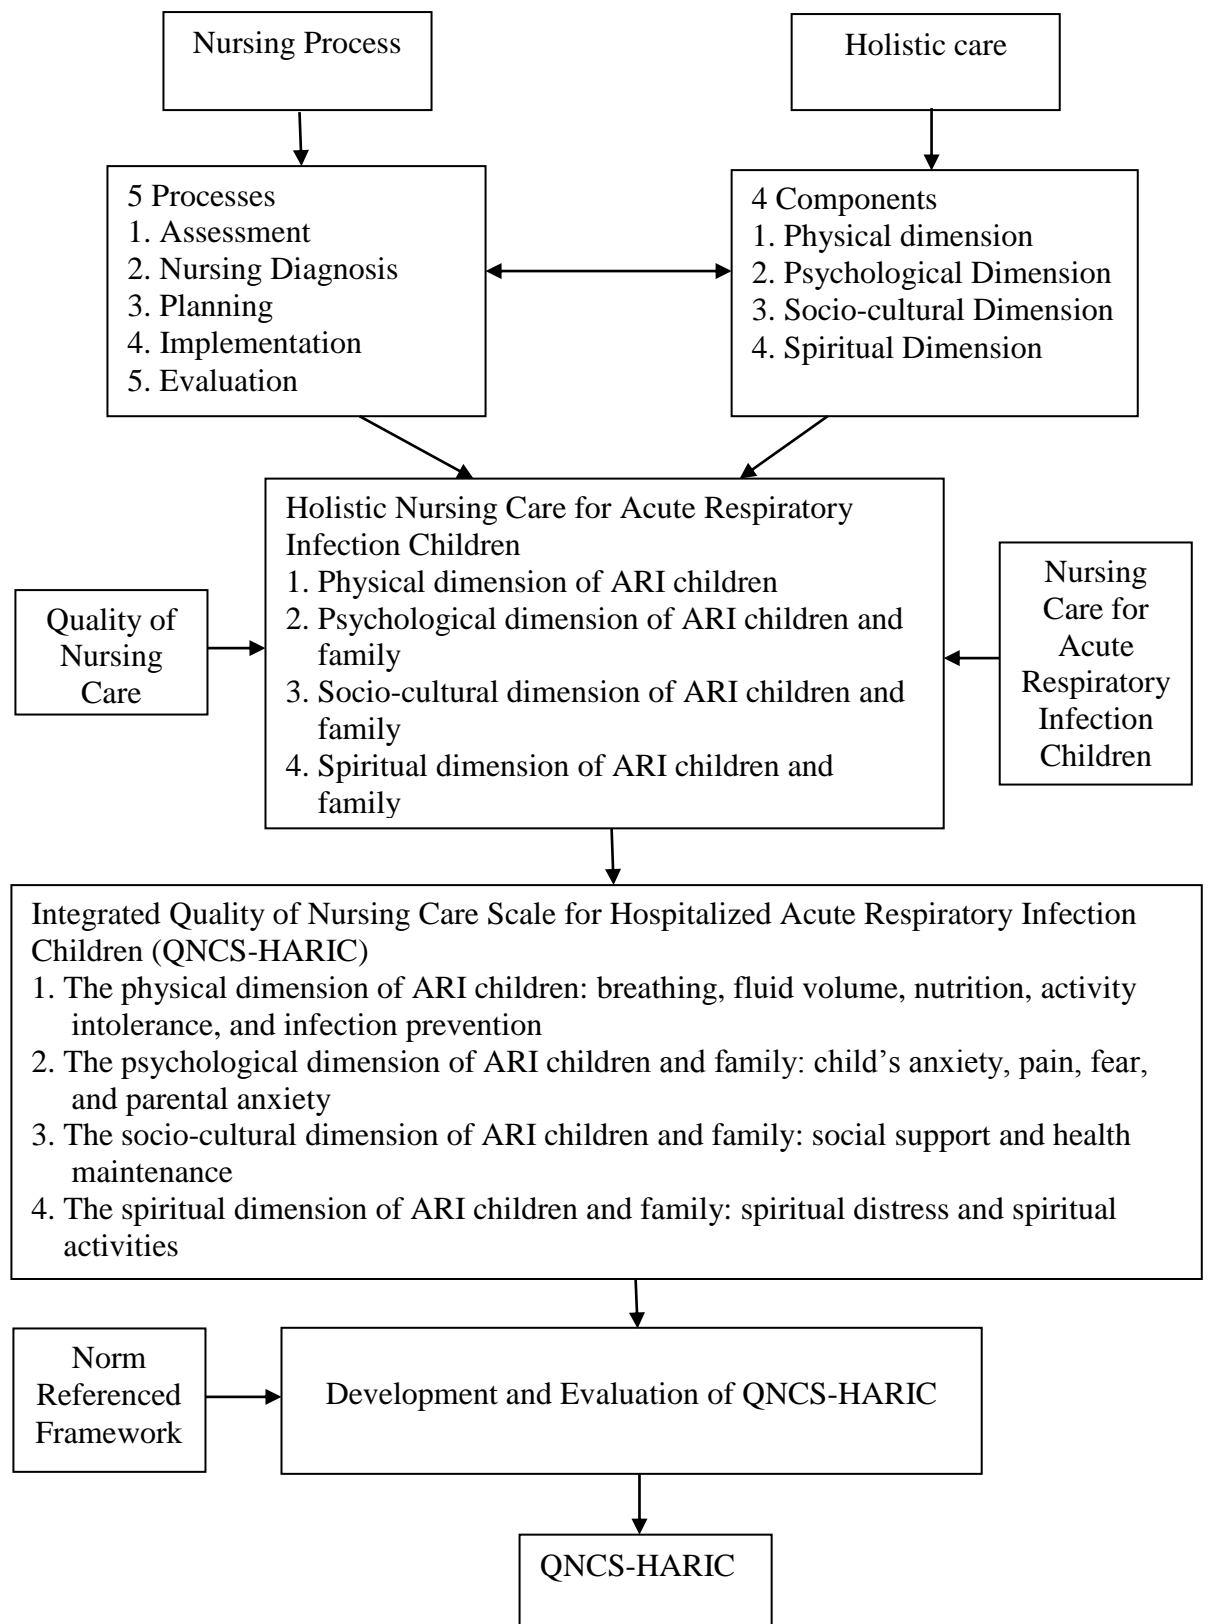 Nursing Process
Holistic care
5 Processes
1. Assessment
2. Nursing Diagnosis
3. Planning
4. Implementation
5. Evaluation
4 Components
1. Physical dimension
2. Psychological Dimension
3. Socio-cultural Dimension
4. Spiritual Dimension
Holistic Nursing Care for Acute Respiratory
Infection Children
1. Physical dimension of ARI children
2. Psychological dimension of ARI children and
family
3. Socio-cultural dimension of ARI children and
family
4. Spiritual dimension of ARI children and
family
Quality of
Nursing
Care
Nursing
Care for
Acute
Respiratory
Infection
Children
Integrated Quality of Nursing Care Scale for Hospitalized Acute Respiratory Infection
Children (QNCS-HARIC)
1. The physical dimension of ARI children: breathing, fluid volume, nutrition, activity
intolerance, and infection prevention
2. The psychological dimension of ARI children and family: child’s anxiety, pain, fear,
and parental anxiety
3. The socio-cultural dimension of ARI children and family: social support and health
maintenance
4. The spiritual dimension of ARI children and family: spiritual distress and spiritual
activities
Norm
Referenced
Framework
Development and Evaluation of QNCS-HARIC
QNCS-HARIC